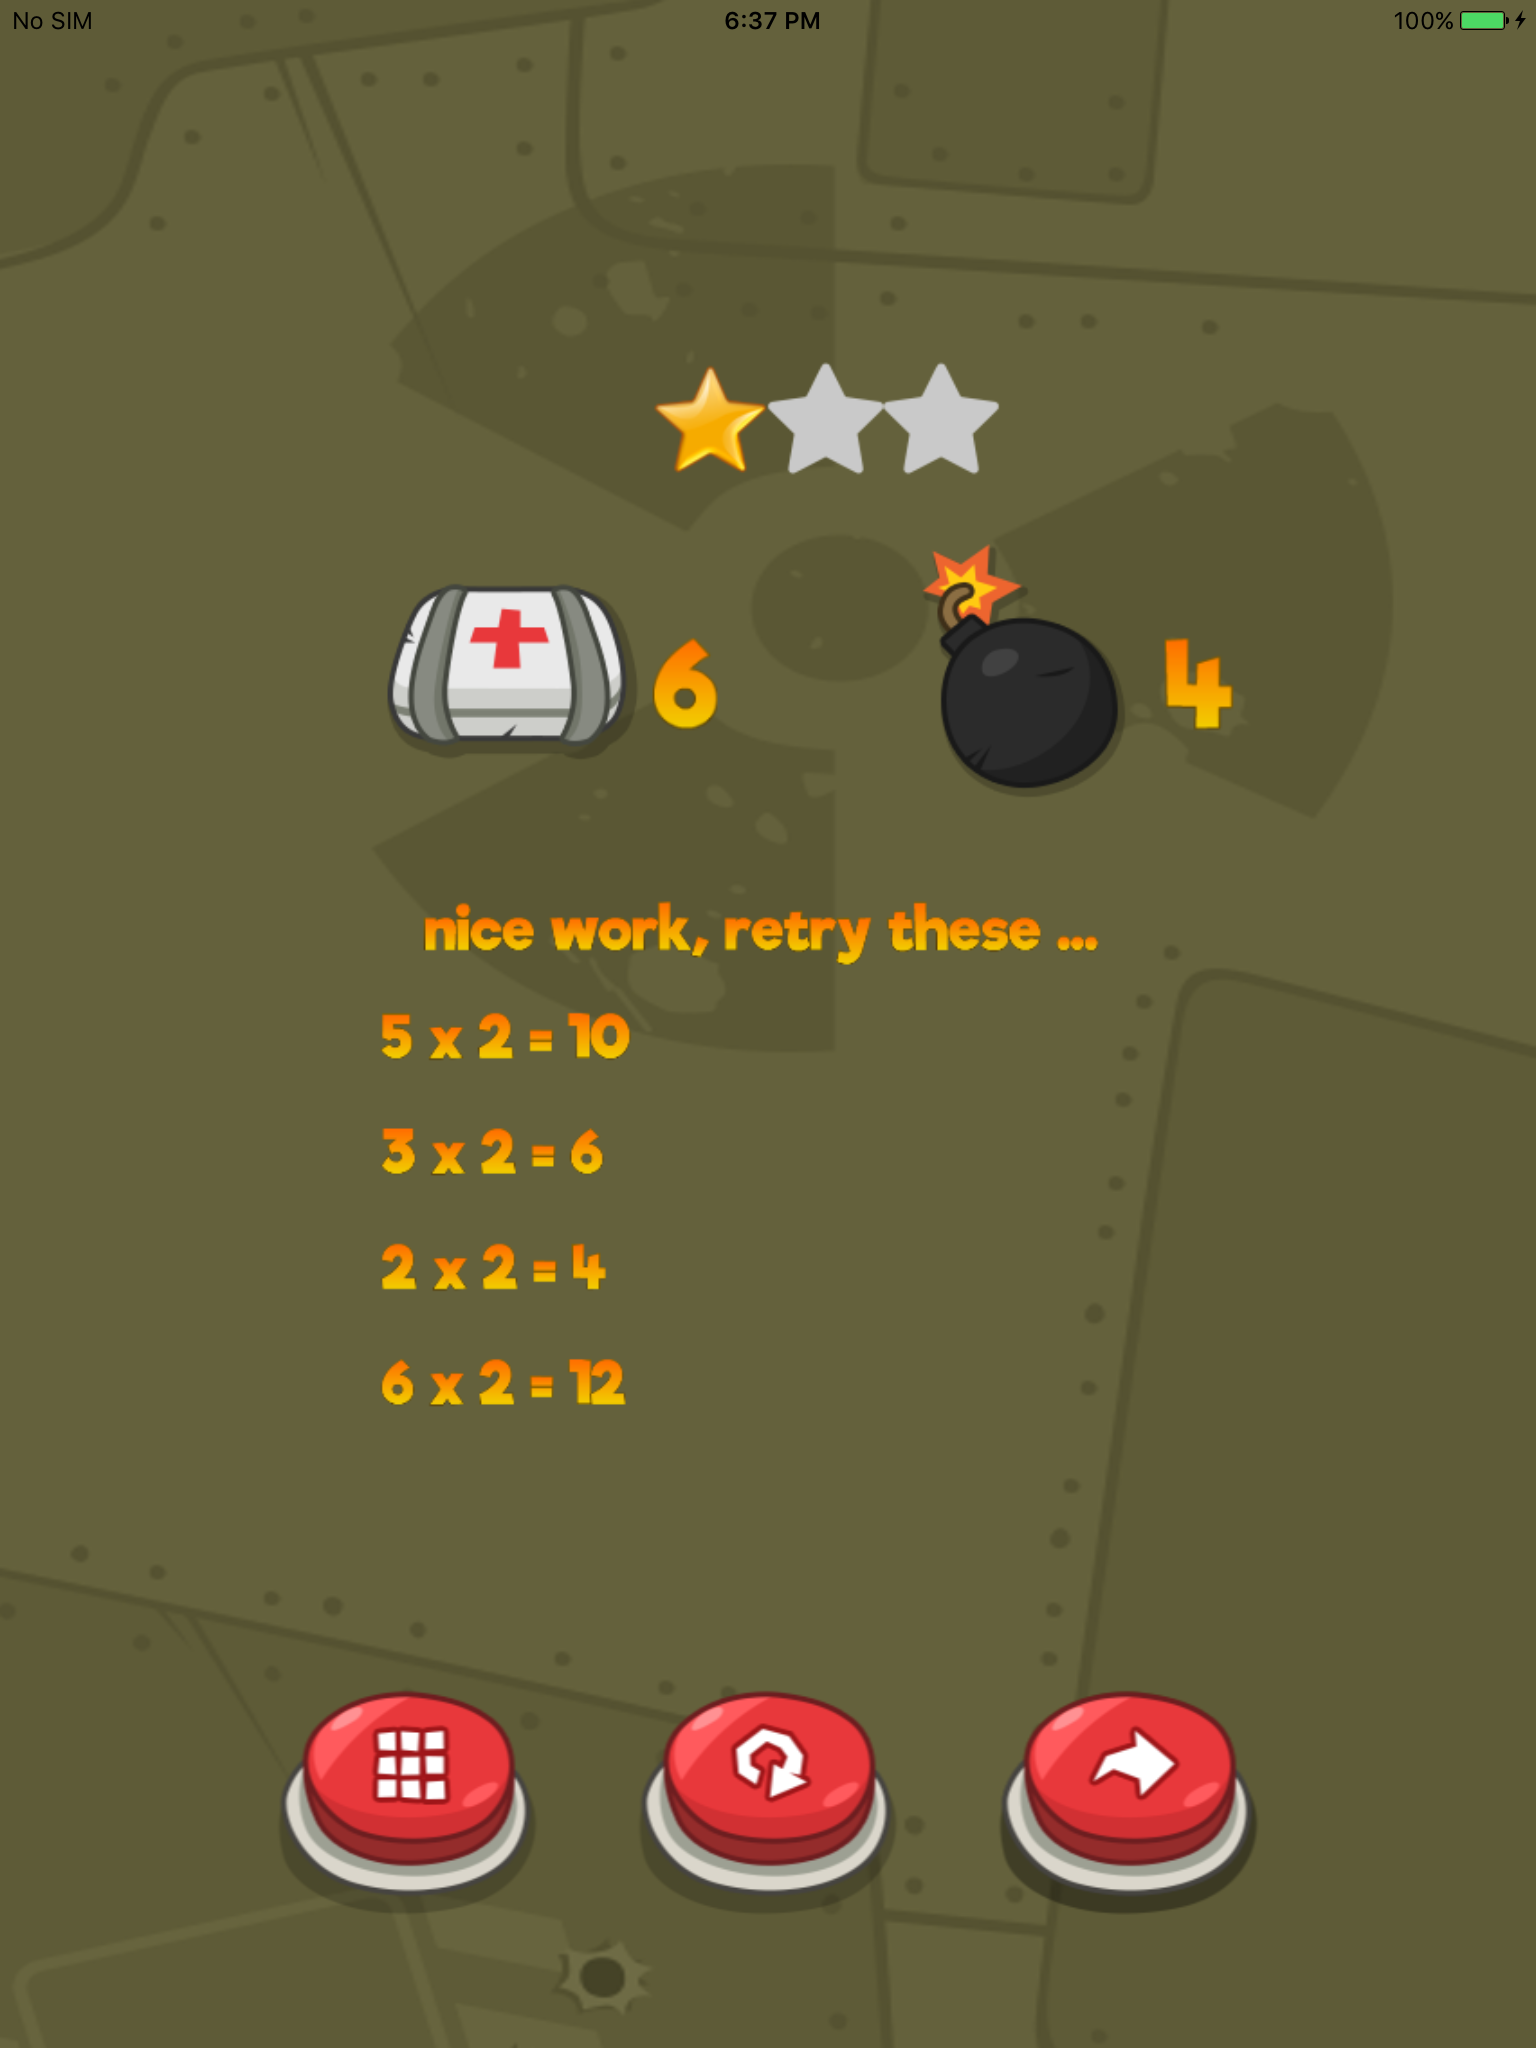 No SIM 6:37 PM 100%
6 4
nice work, retry these ...
5 x 2 = 10
3 x 2 = 6
2 x 2 = 4
6 x 2 = 12